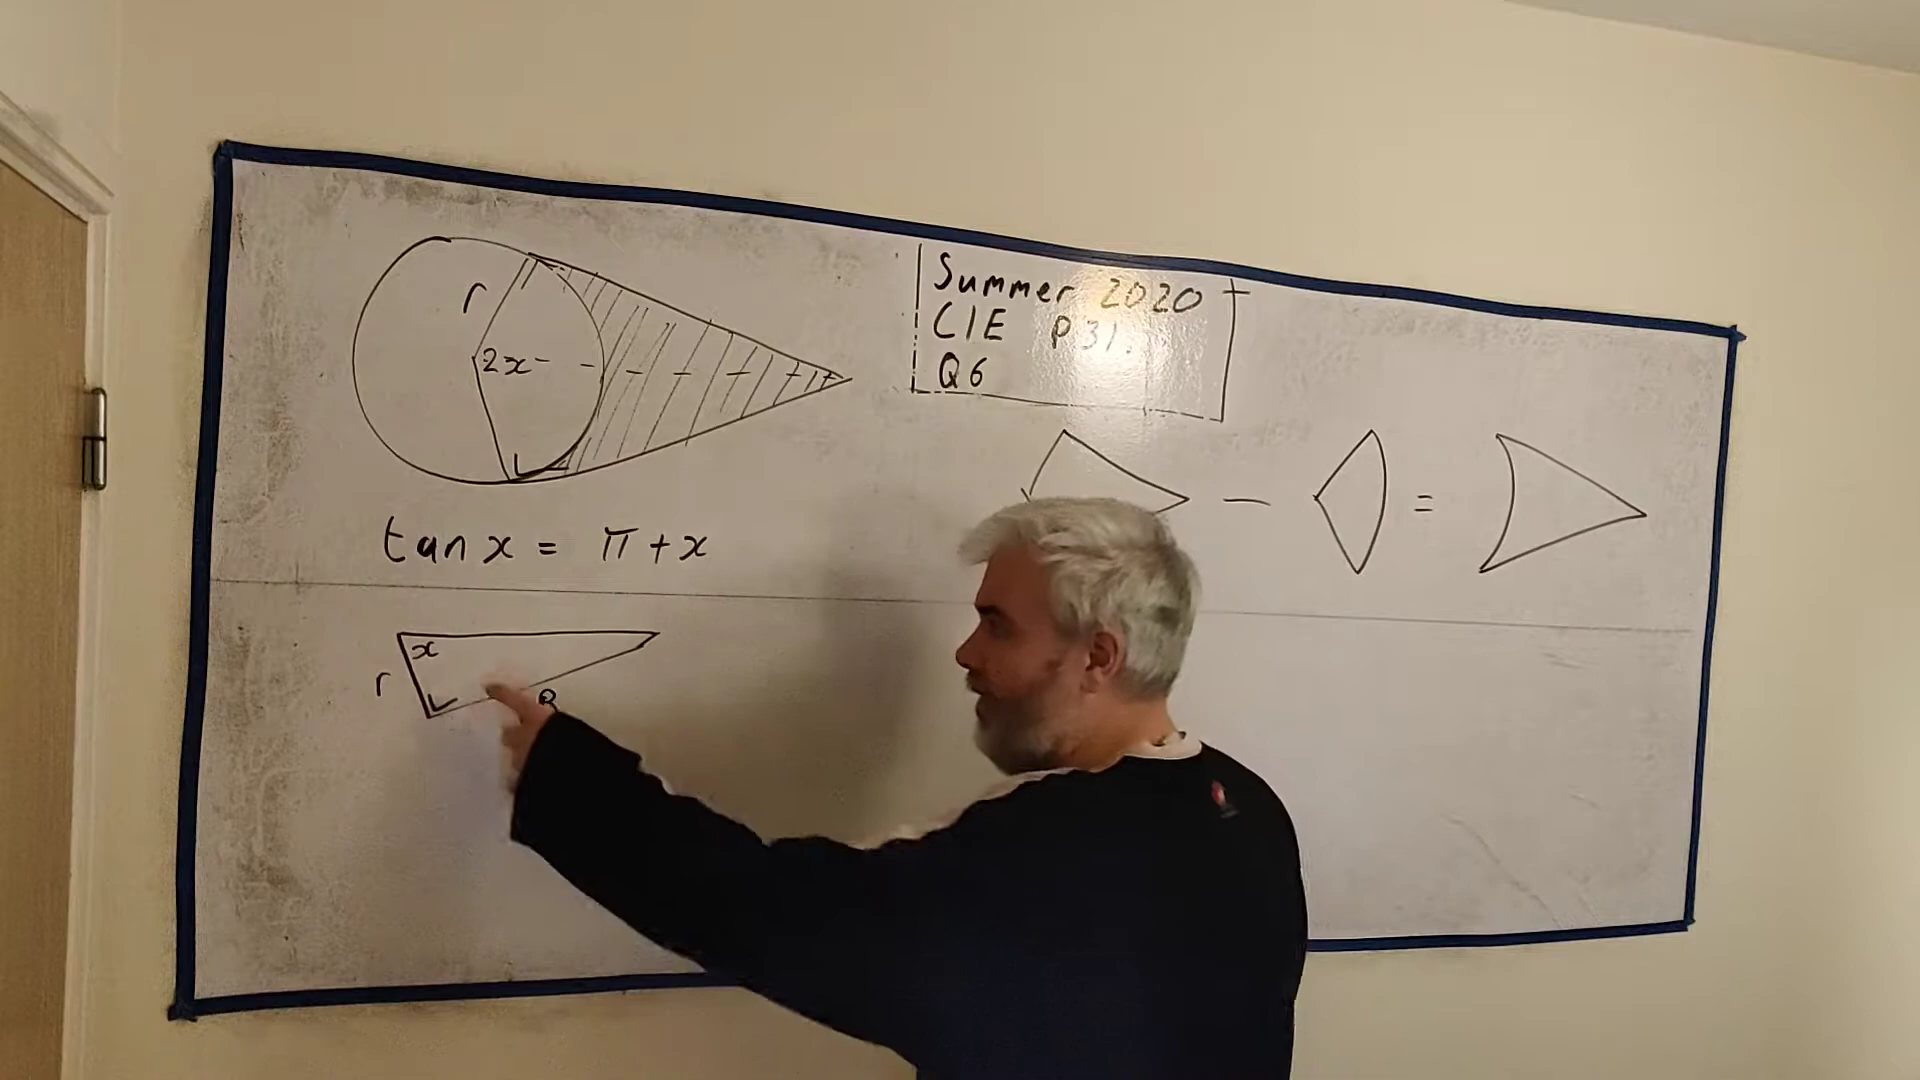 r
2x
Summer 2020
CIE P31.
Q6
tan x = π + x
− =
x
r